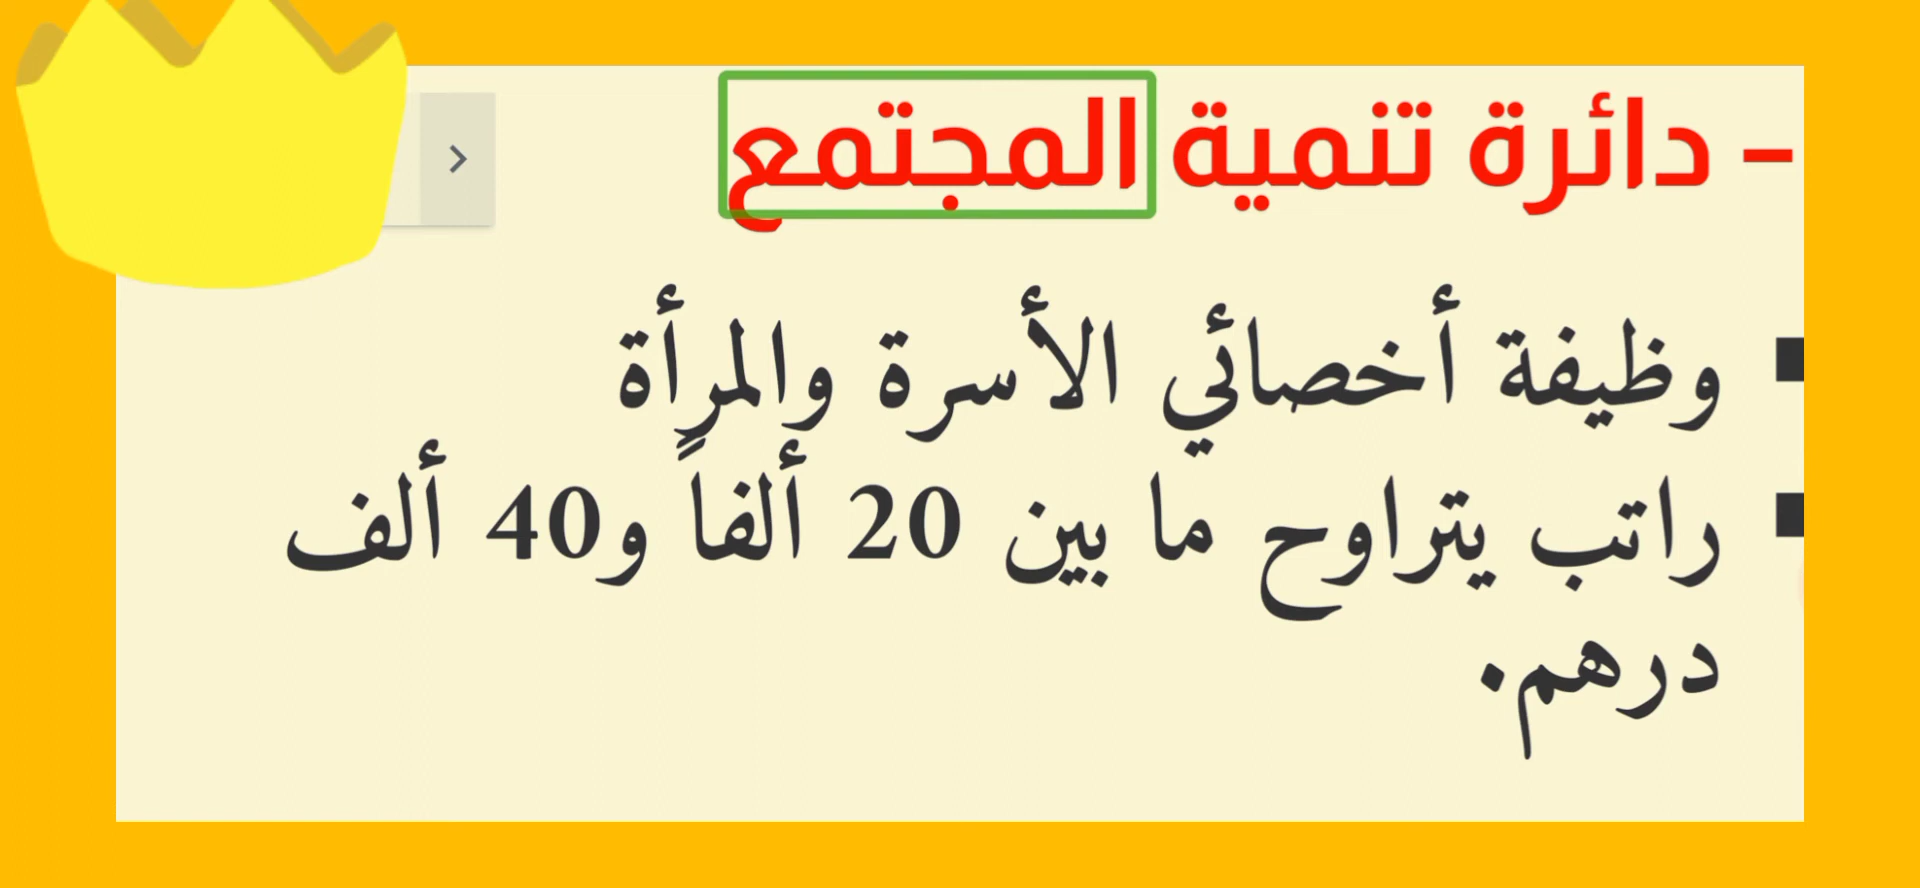 – دائرة تنمية المجتمع
▪ وظيفة أخصائي الأسرة والمرأة
▪ راتب يتراوح ما بين 20 ألفاً و40 ألف
درهم.